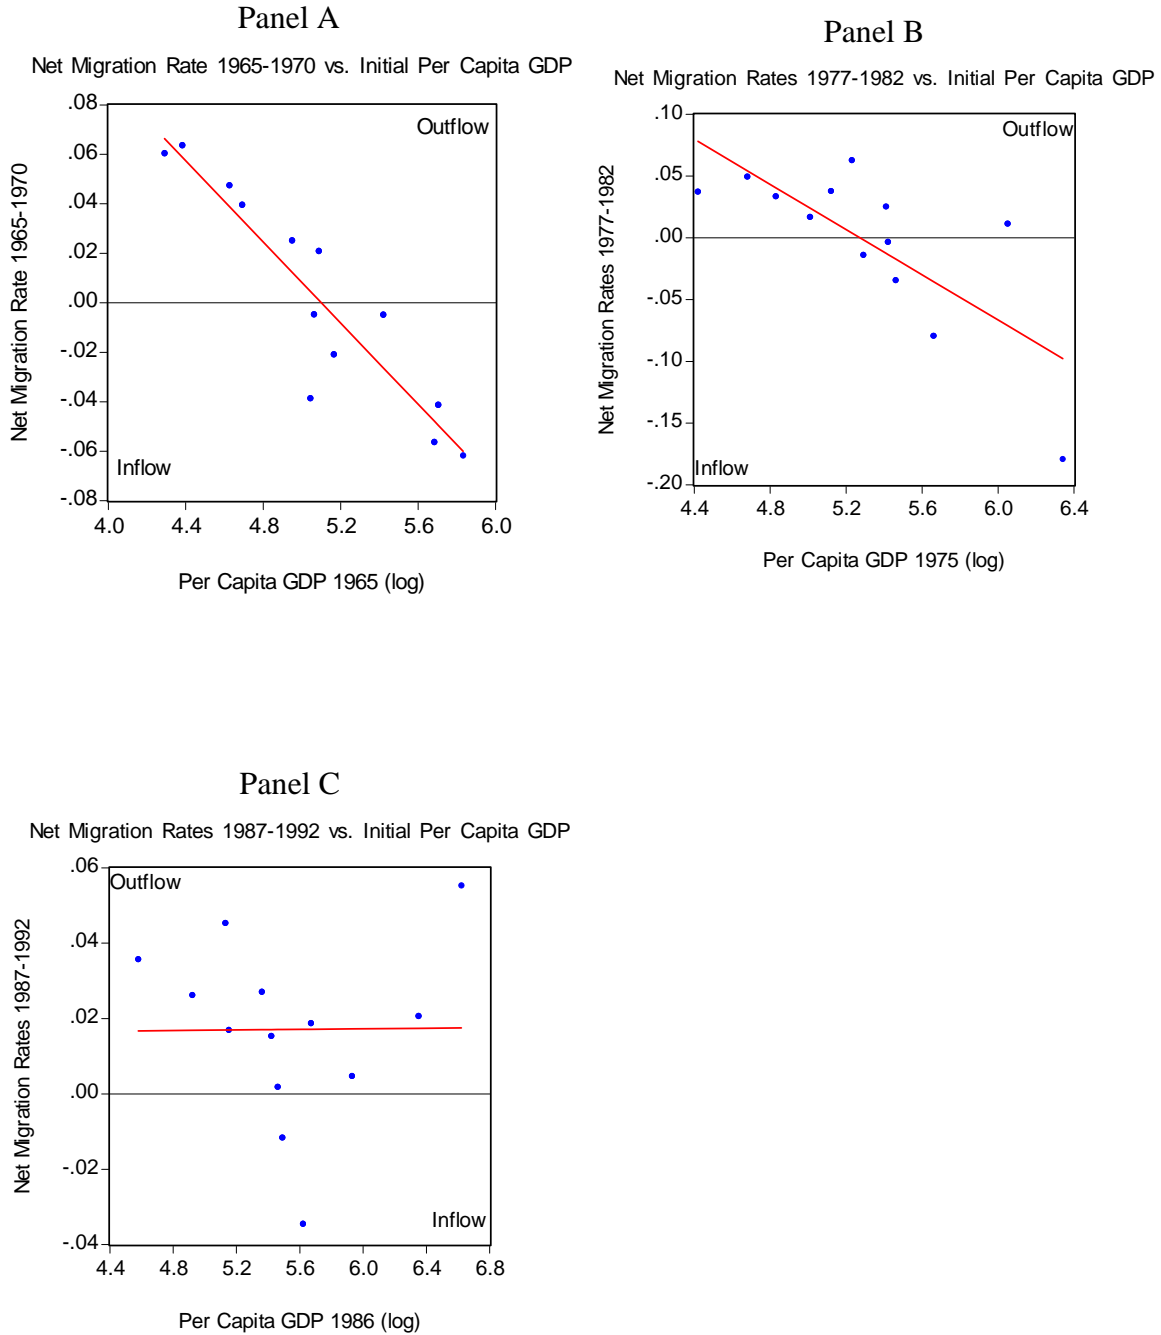 Panel A
Net Migration Rate 1965-1970 vs. Initial Per Capita GDP
.08
.06
.04
.02
.00
-.02
-.04
-.06
-.08
Outflow
Inflow
Net Migration Rate 1965-1970
4.0 4.4 4.8 5.2 5.6 6.0
Per Capita GDP 1965 (log)
Panel B
Net Migration Rates 1977-1982 vs. Initial Per Capita GDP
.10
.05
.00
-.05
-.10
-.15
-.20
Outflow
Inflow
Net Migration Rates 1977-1982
4.4 4.8 5.2 5.6 6.0 6.4
Per Capita GDP 1975 (log)
Panel C
Net Migration Rates 1987-1992 vs. Initial Per Capita GDP
.06
.04
.02
.00
-.02
-.04
Outflow
Inflow
Net Migration Rates 1987-1992
4.4 4.8 5.2 5.6 6.0 6.4 6.8
Per Capita GDP 1986 (log)